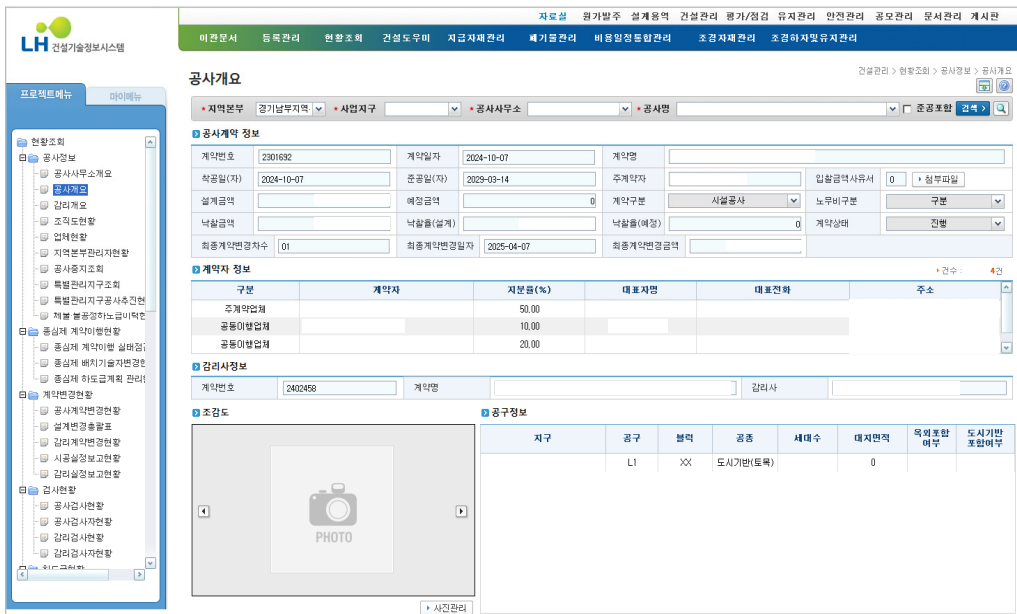 자료실 원가발주 설계용역 건설관리 평가/점검 유지관리 안전관리 공모관리 문서관리 게시판
LH 건설기술정보시스템
이관문서 등록관리 현황조회 건설도우미 지급자재관리 폐기물관리 비용일정통합관리 조경자재관리 조경하자및유지관리
건설관리 > 현황조회 > 공사정보 > 공사개요
공사개요
프로젝트메뉴 마이메뉴
*지역본부 경기남부지역 *사업지구 *공사사무소 *공사명 준공포함 검색 >
현황조회
공사정보
공사사무소개요
공사개요
감리개요
조직도현황
업체현황
지역본부관리자현황
공사중지조회
특별관리지구조회
특별관리지구공사추진현
체불·불공정하도급이력현
종심제 계약이행현황
종심제 계약이행 실태점
종심제 배치기술자변경현
종심제 하도급계획 관리
계약변경현황
공사계약변경현황
설계변경총괄표
감리계약변경현황
시공실정보고현황
감리실정보고현황
검사현황
공사검사현황
공사검사자현황
감리검사현황
감리검사자현황
공사계약 정보
계약번호 2301692 계약일자 2024-10-07 계약명
착공일(자) 2024-10-07 준공일(자) 2029-03-14 주계약자 입찰금액사유서 0 첨부파일
설계금액 예정금액 0 계약구분 시설공사 노무비구분 구분
낙찰금액 낙찰율(설계) 낙찰율(예정) 0 계약상태 진행
최종계약변경차수 01 최종계약변경일자 2025-04-07 최종계약변경금액
계약자 정보 건수 : 4건
구분 계약자 지분율(%) 대표자명 대표전화 주소
주계약업체 50.00
공동이행업체 10.00
공동이행업체 20.00
감리사정보
계약번호 2402458 계약명 감리사
조감도
PHOTO
사진관리
공구정보
지구 공구 블럭 공종 세대수 대지면적 옥외포함여부 도시기반포함여부
L1 XX 도시기반(토목) 0